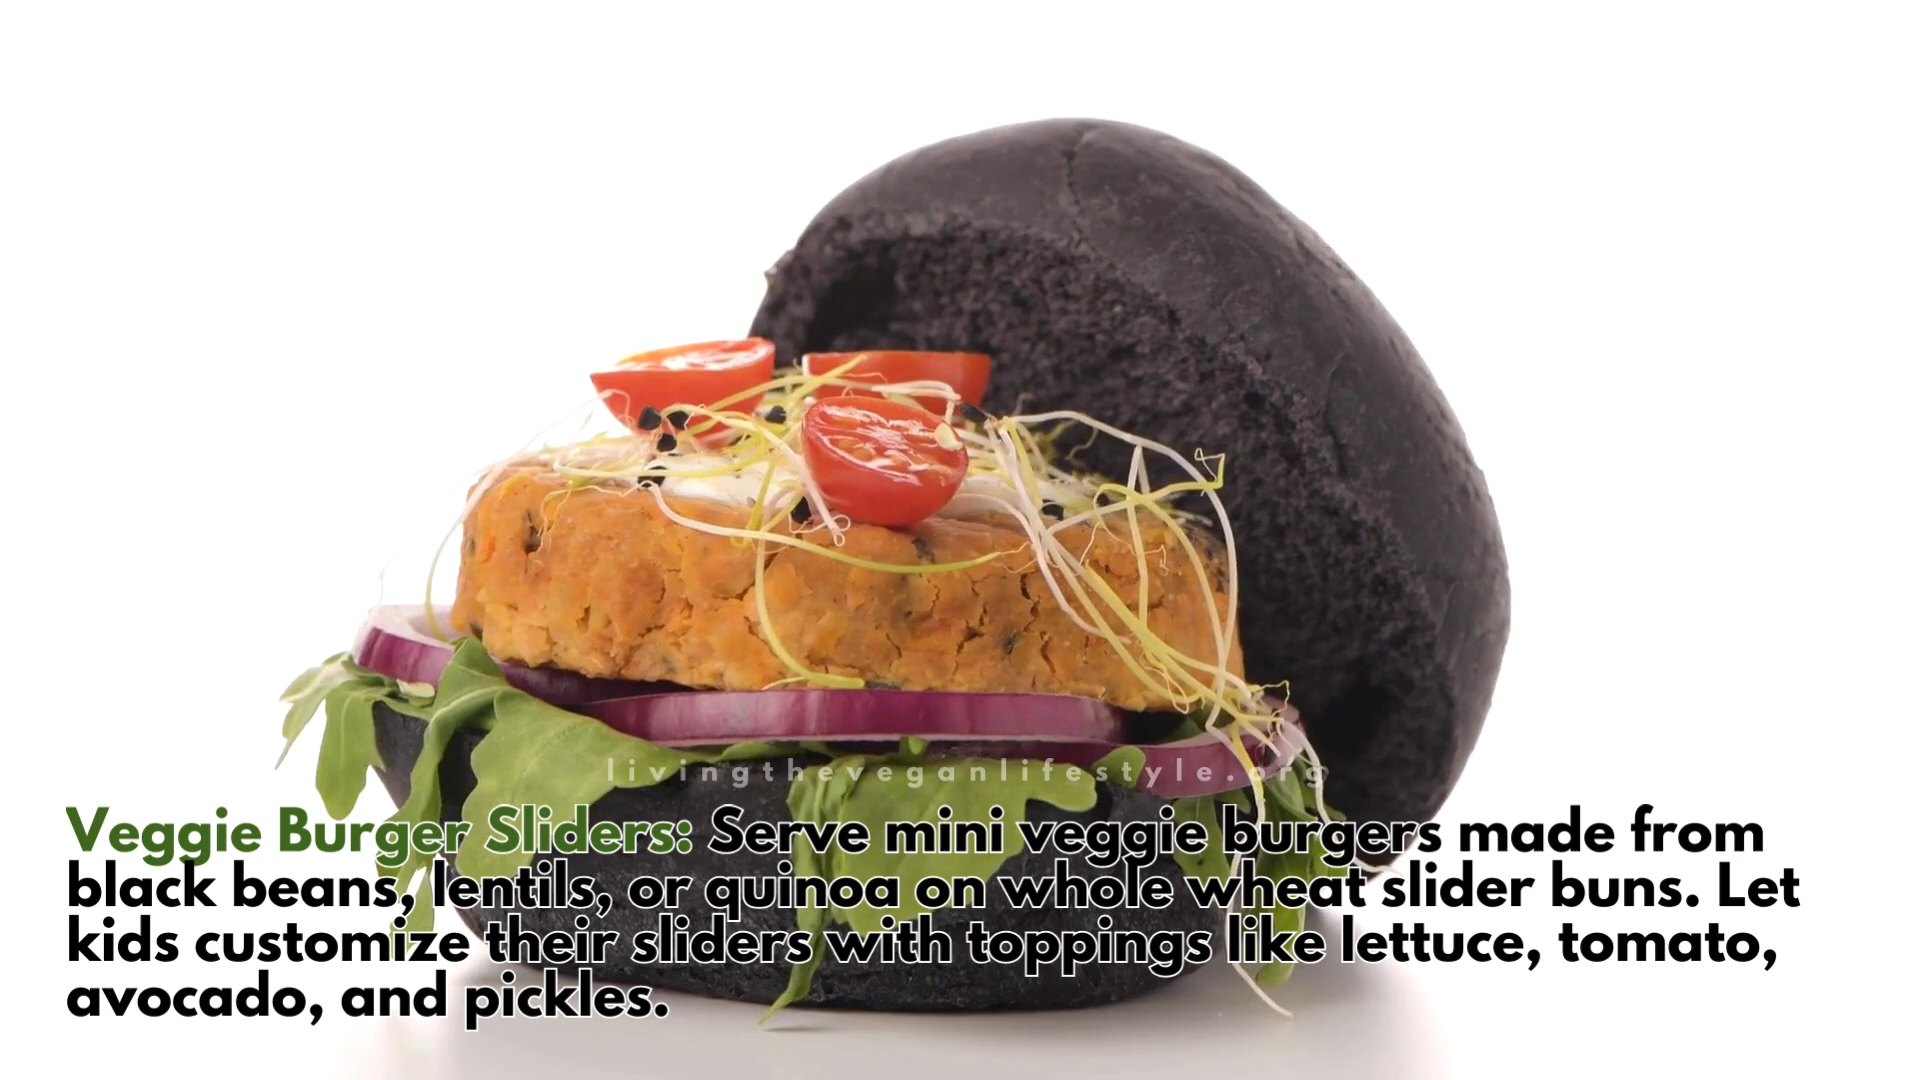 livingtheveganlifestyle.org
Veggie Burger Sliders: Serve mini veggie burgers made from
black beans, lentils, or quinoa on whole wheat slider buns. Let
kids customize their sliders with toppings like lettuce, tomato,
avocado, and pickles.